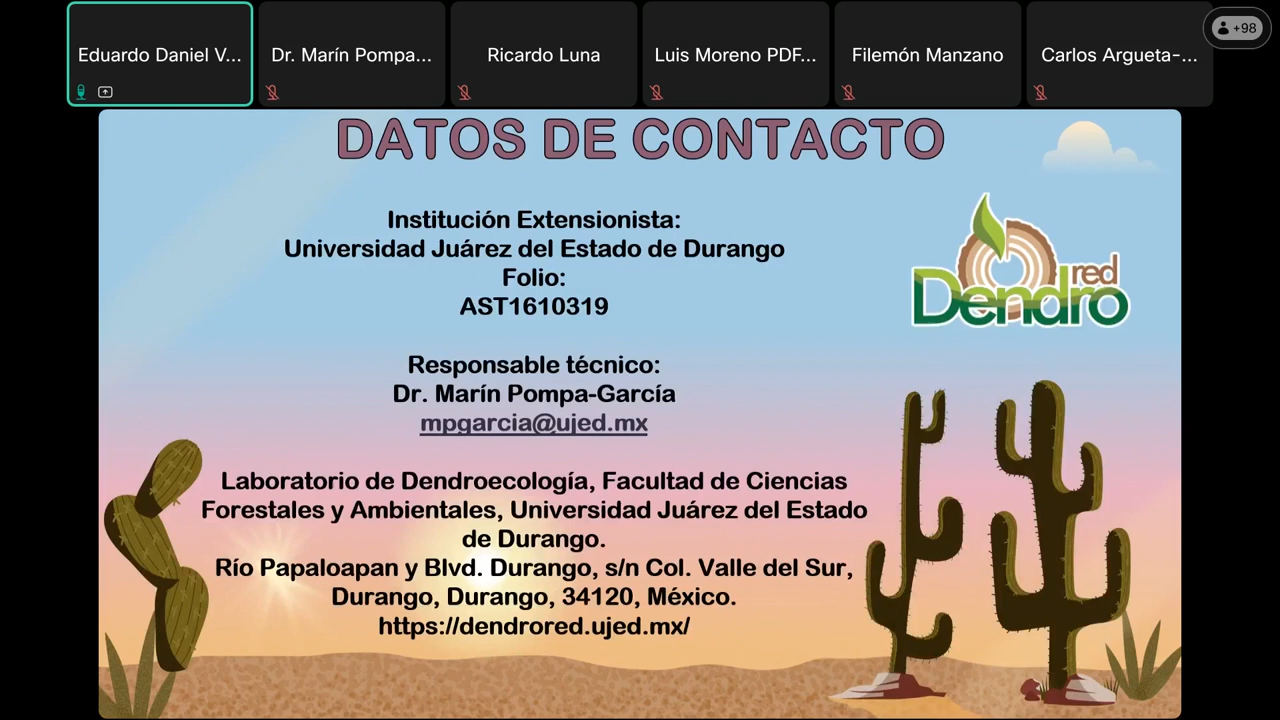 Eduardo Daniel V...
Dr. Marín Pompa...
Ricardo Luna
Luis Moreno PDF...
Filemón Manzano
Carlos Argueta-...
+98
DATOS DE CONTACTO
Institución Extensionista:
Universidad Juárez del Estado de Durango
Folio:
AST1610319
Responsable técnico:
Dr. Marín Pompa-García
mpgarcia@ujed.mx
Laboratorio de Dendroecología, Facultad de Ciencias
Forestales y Ambientales, Universidad Juárez del Estado
de Durango.
Río Papaloapan y Blvd. Durango, s/n Col. Valle del Sur,
Durango, Durango, 34120, México.
https://dendrored.ujed.mx/
Dendro
red